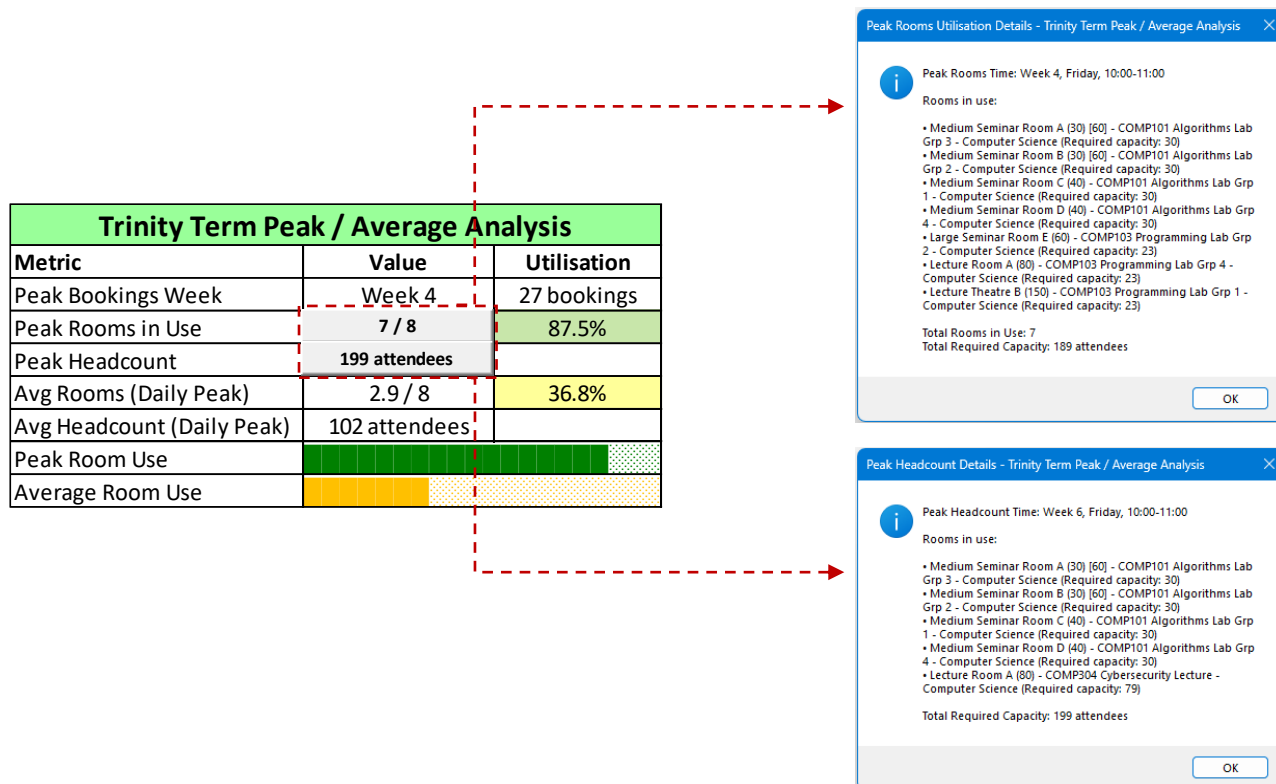 Trinity Term Peak / Average Analysis
Metric Value Utilisation
Peak Bookings Week Week 4 27 bookings
Peak Rooms in Use 7 / 8 87.5%
Peak Headcount 199 attendees
Avg Rooms (Daily Peak) 2.9 / 8 36.8%
Avg Headcount (Daily Peak) 102 attendees
Peak Room Use
Average Room Use
Peak Rooms Utilisation Details - Trinity Term Peak / Average Analysis
Peak Rooms Time: Week 4, Friday, 10:00-11:00
Rooms in use:
• Medium Seminar Room A (30) [60] - COMP101 Algorithms Lab
Grp 3 - Computer Science (Required capacity: 30)
• Medium Seminar Room B (30) [60] - COMP101 Algorithms Lab
Grp 2 - Computer Science (Required capacity: 30)
• Medium Seminar Room C (40) - COMP101 Algorithms Lab Grp
1 - Computer Science (Required capacity: 30)
• Medium Seminar Room D (40) - COMP101 Algorithms Lab Grp
4 - Computer Science (Required capacity: 30)
• Large Seminar Room E (60) - COMP103 Programming Lab Grp
2 - Computer Science (Required capacity: 23)
• Lecture Room A (80) - COMP103 Programming Lab Grp 4 -
Computer Science (Required capacity: 23)
• Lecture Theatre B (150) - COMP103 Programming Lab Grp 1 -
Computer Science (Required capacity: 23)
Total Rooms in Use: 7
Total Required Capacity: 189 attendees
OK
Peak Headcount Details - Trinity Term Peak / Average Analysis
Peak Headcount Time: Week 6, Friday, 10:00-11:00
Rooms in use:
• Medium Seminar Room A (30) [60] - COMP101 Algorithms Lab
Grp 3 - Computer Science (Required capacity: 30)
• Medium Seminar Room B (30) [60] - COMP101 Algorithms Lab
Grp 2 - Computer Science (Required capacity: 30)
• Medium Seminar Room C (40) - COMP101 Algorithms Lab Grp
1 - Computer Science (Required capacity: 30)
• Medium Seminar Room D (40) - COMP101 Algorithms Lab Grp
4 - Computer Science (Required capacity: 30)
• Lecture Room A (80) - COMP304 Cybersecurity Lecture -
Computer Science (Required capacity: 79)
Total Required Capacity: 199 attendees
OK